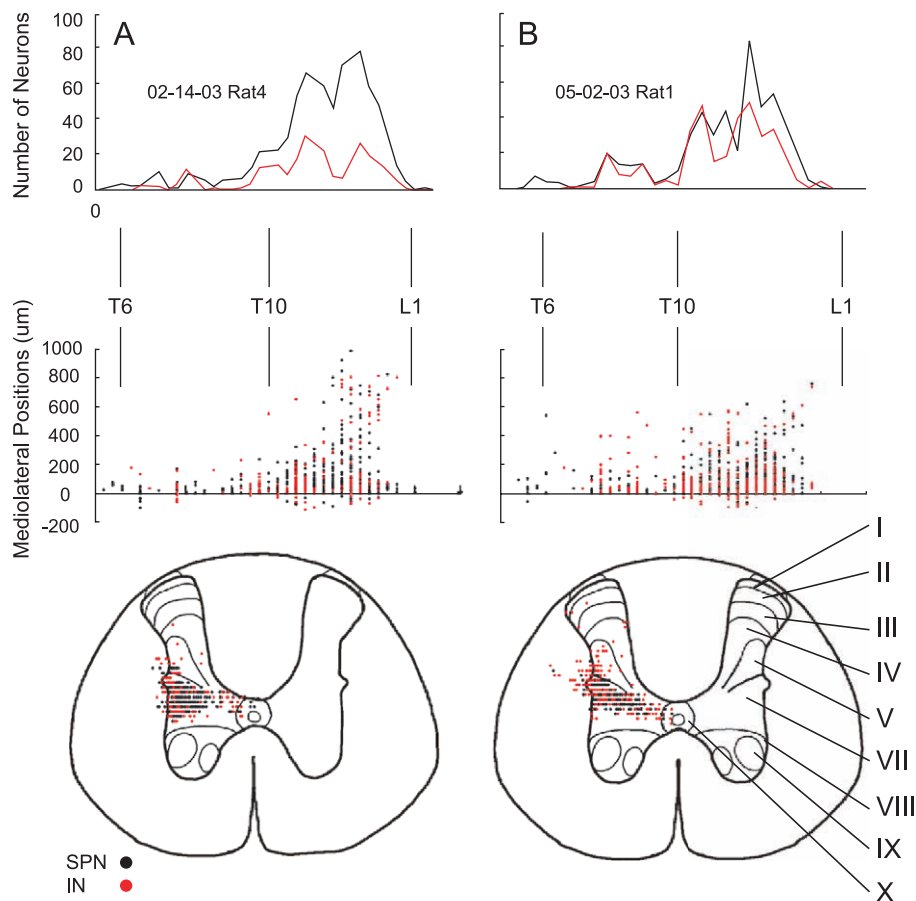 A
B
Number of Neurons
100
80
60
40
20
0
0
02-14-03 Rat4
05-02-03 Rat1
T6
T10
L1
T6
T10
L1
Mediolateral Positions (um)
1000
800
600
400
200
0
-200
I
II
III
IV
V
VII
VIII
IX
X
SPN
IN